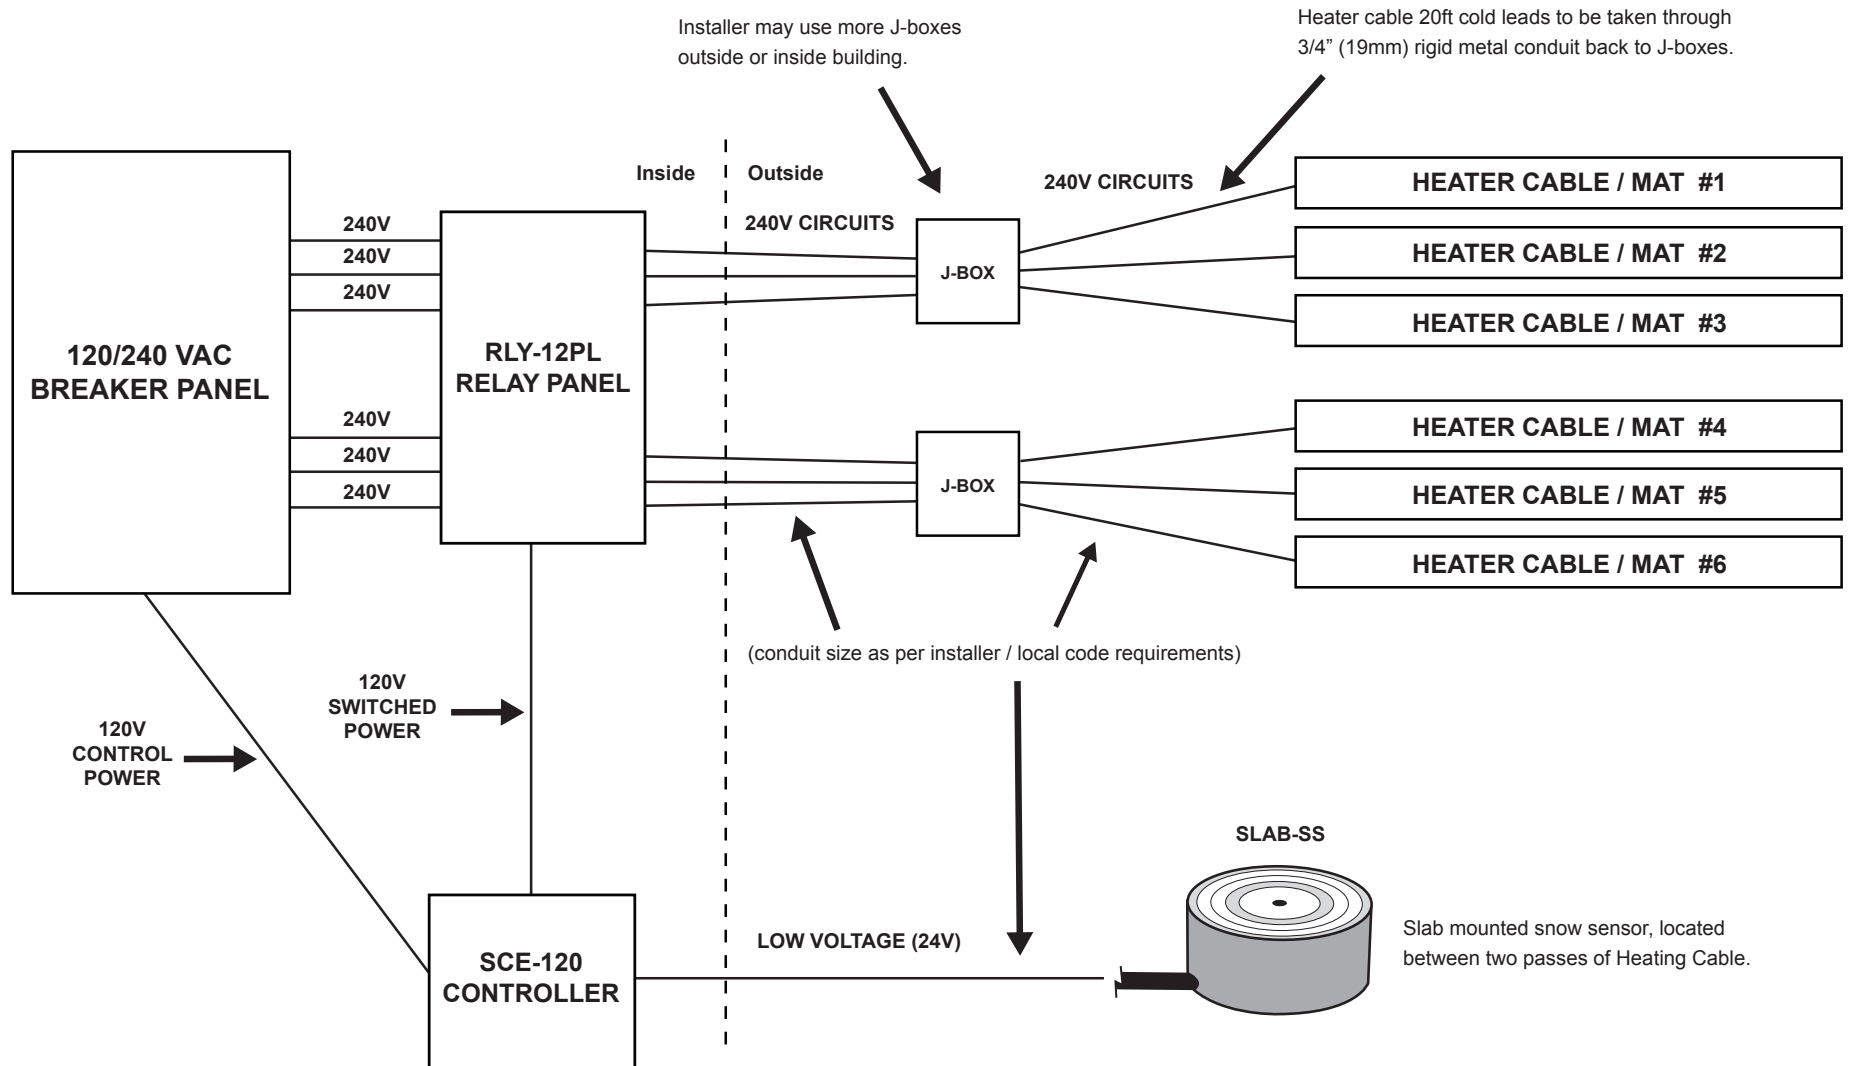 Installer may use more J-boxes
outside or inside building.
Heater cable 20ft cold leads to be taken through
3/4” (19mm) rigid metal conduit back to J-boxes.
Inside
Outside
240V CIRCUITS
240V CIRCUITS
240V
240V
240V
120/240 VAC
BREAKER PANEL
RLY-12PL
RELAY PANEL
J-BOX
HEATER CABLE / MAT #1
HEATER CABLE / MAT #2
HEATER CABLE / MAT #3
240V
240V
240V
J-BOX
HEATER CABLE / MAT #4
HEATER CABLE / MAT #5
HEATER CABLE / MAT #6
(conduit size as per installer / local code requirements)
120V
SWITCHED
POWER
120V
CONTROL
POWER
SLAB-SS
LOW VOLTAGE (24V)
Slab mounted snow sensor, located
between two passes of Heating Cable.
SCE-120
CONTROLLER